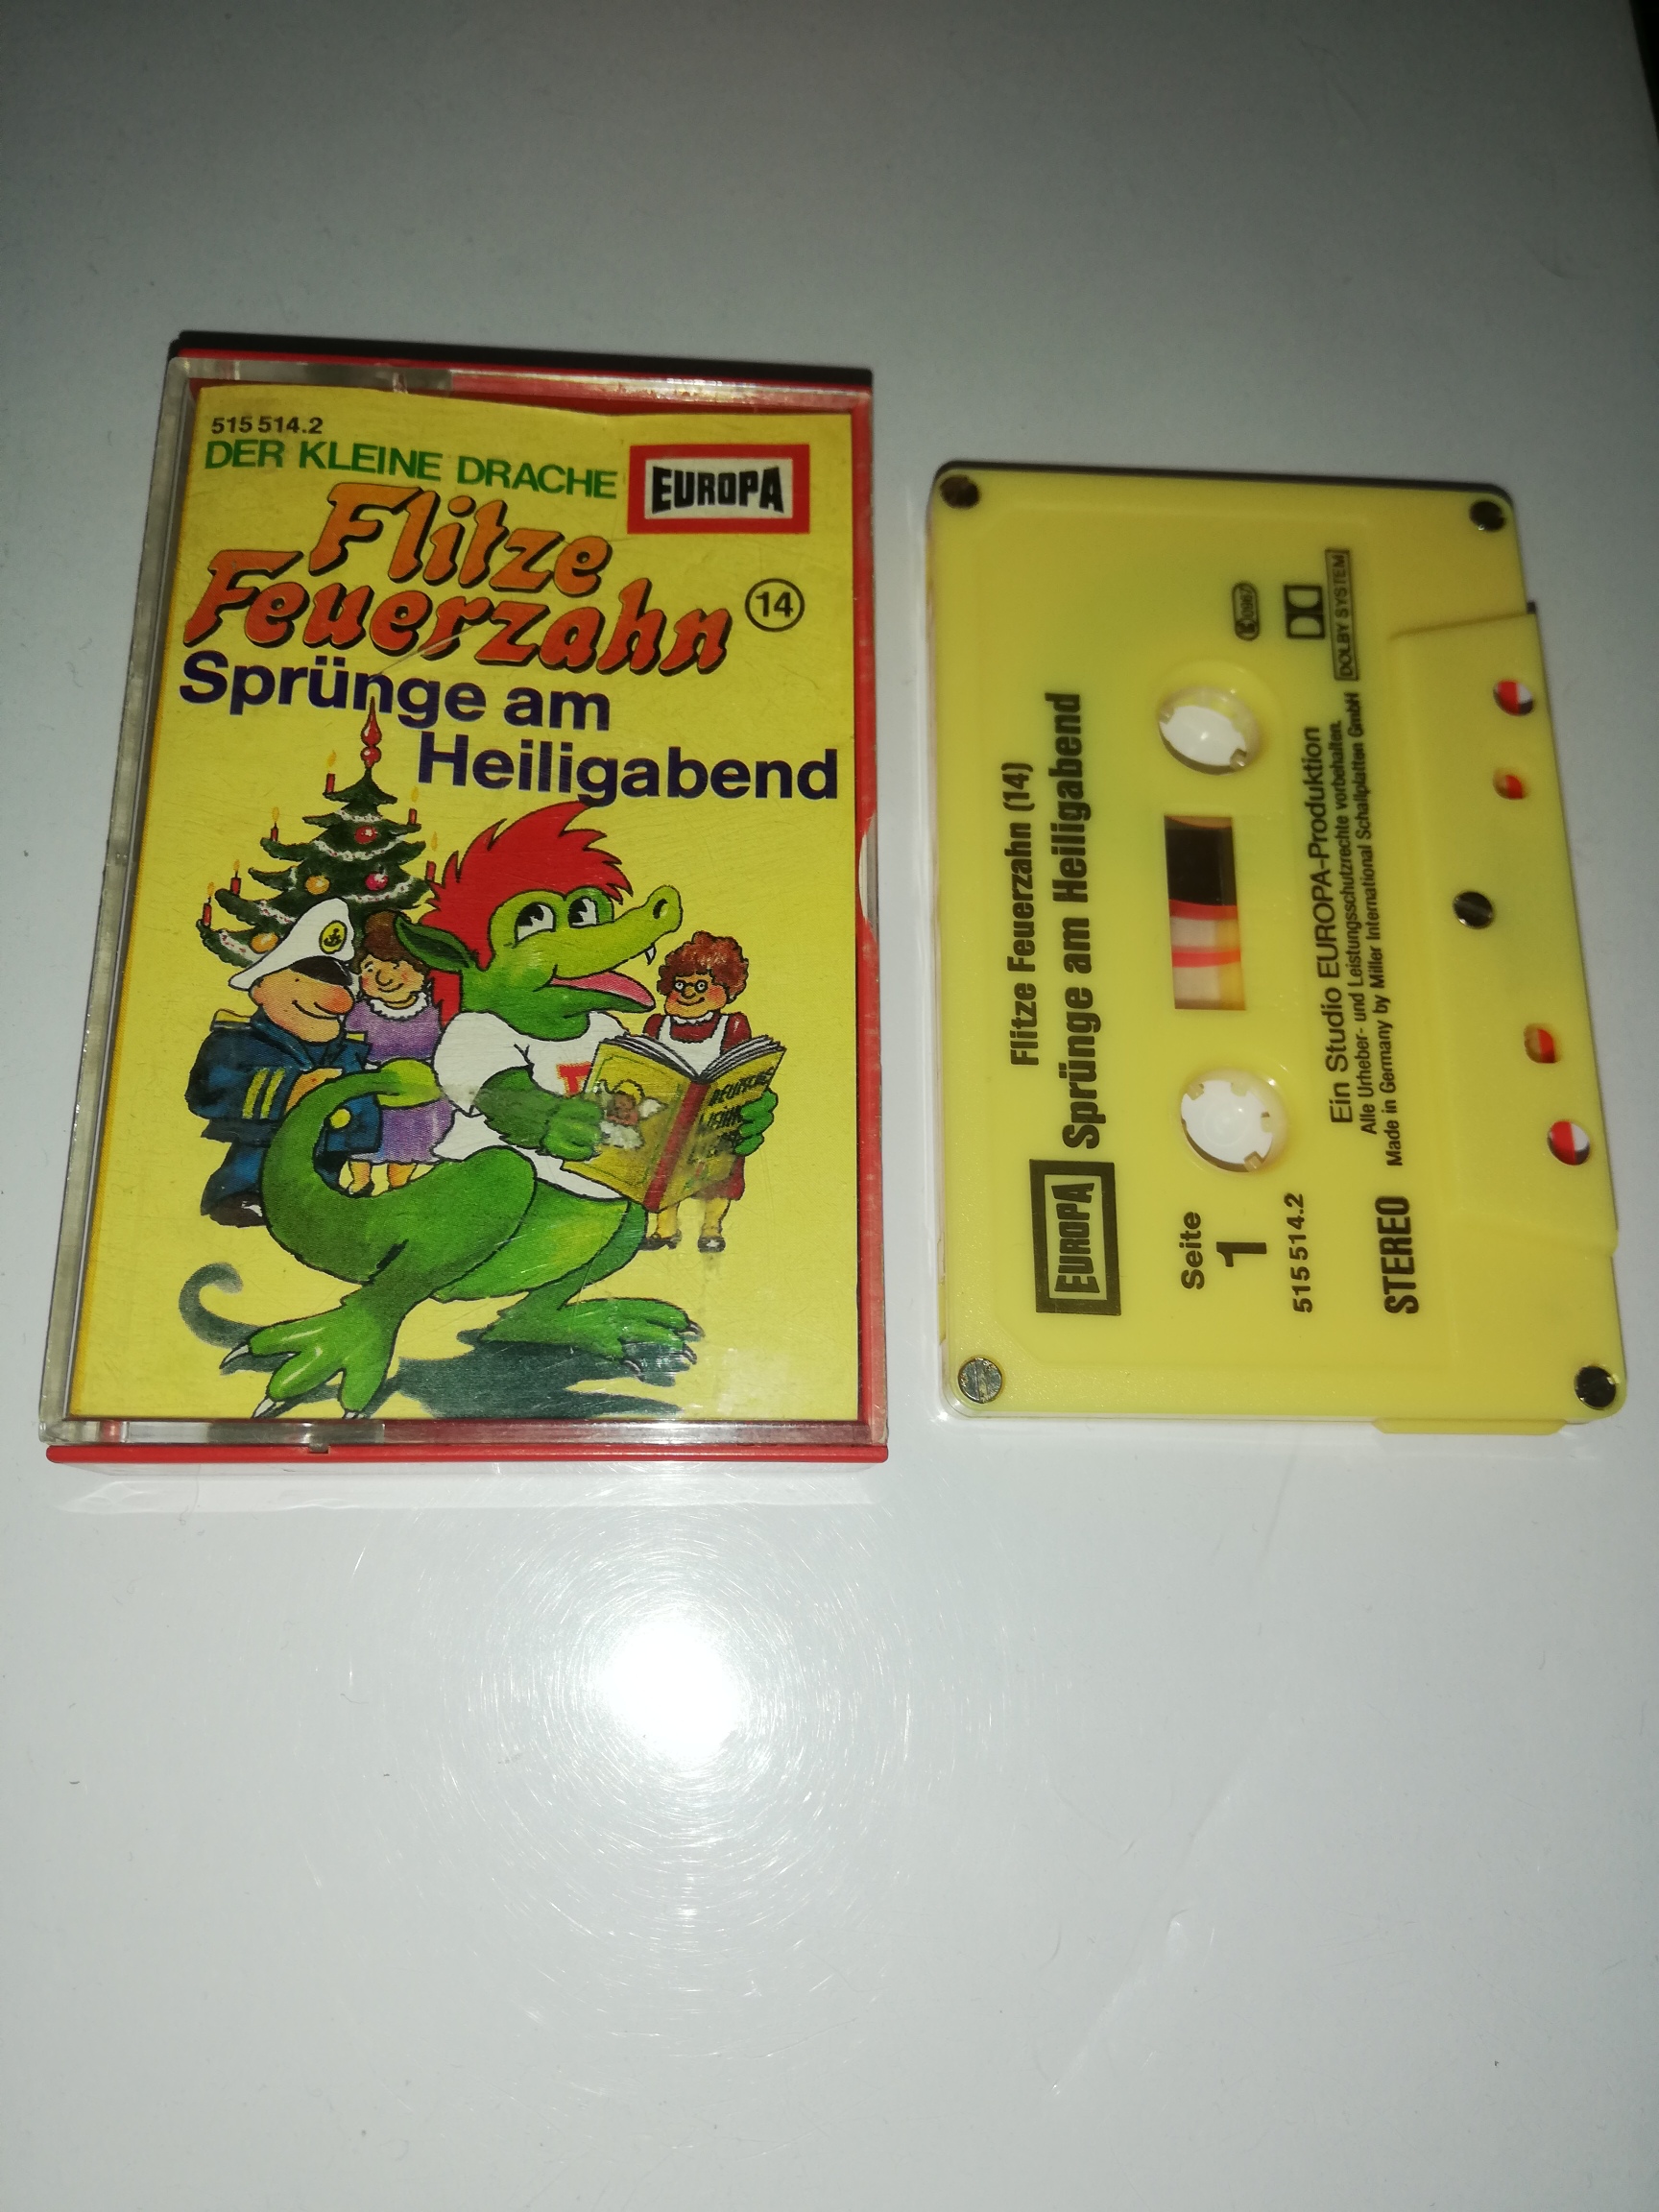 515 514.2
DER KLEINE DRACHE
EUROPA
Flitze
Feuerzahn
14
Sprünge am
Heiligabend
DEUTSCHES
Flitze Feuerzahn (14)
EUROPA
Sprünge am Heiligabend
Seite
1
515 514.2
STEREO
Ein Studio EUROPA-Produktion
Alle Urheber- und Leistungsschutzrechte vorbehalten.
Made in Germany by Miller International Schallplatten GmbH
DOLBY SYSTEM